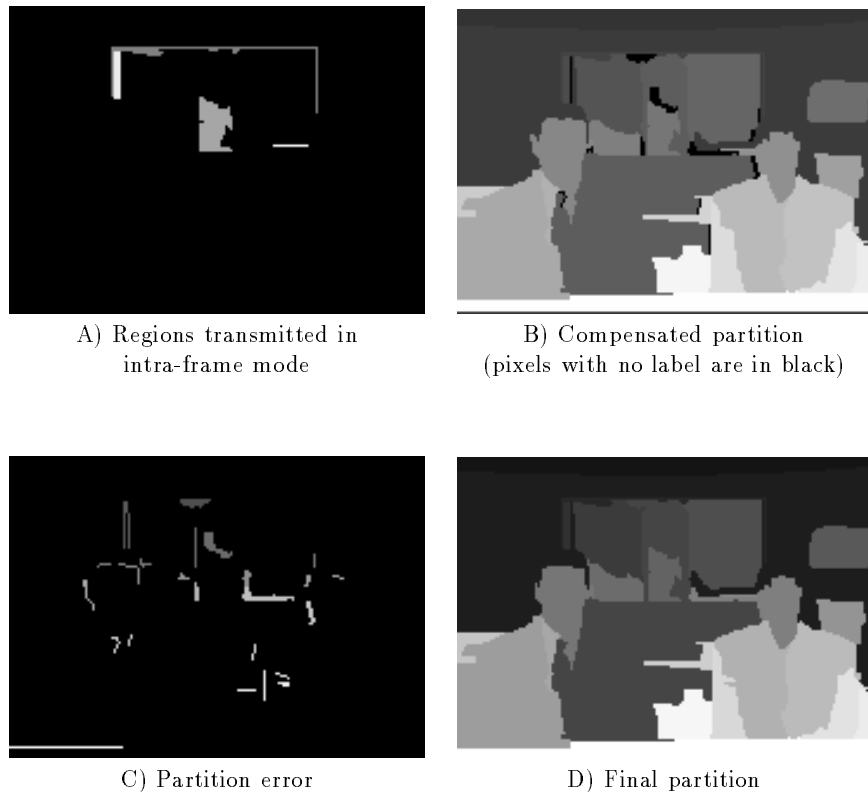 A) Regions transmitted in
intra-frame mode
B) Compensated partition
(pixels with no label are in black)
C) Partition error
D) Final partition